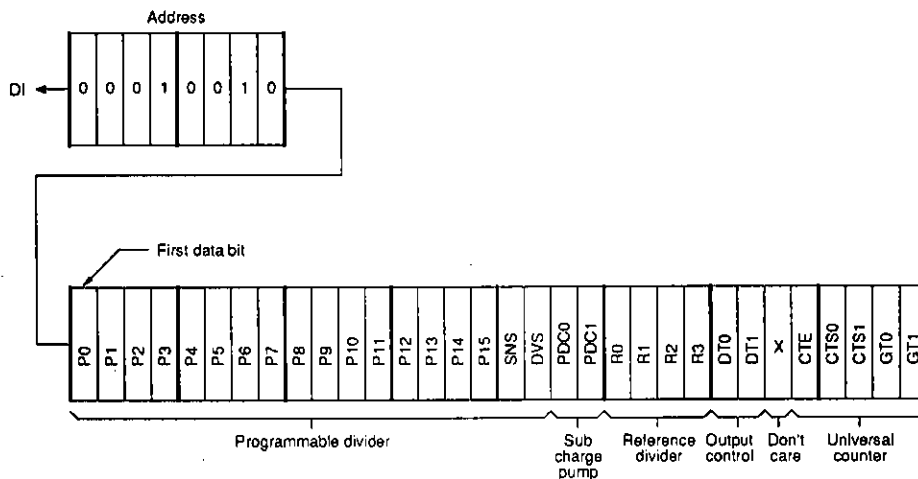 Address
DI 0 0 0 1 0 0 1 0
First data bit
P0 P1 P2 P3 P4 P5 P6 P7 P8 P9 P10 P11 P12 P13 P14 P15 SNS DVS PDC0 PDC1 R0 R1 R2 R3 DT0 DT1 X CTE CTS0 CTS1 GT0 GT1
Programmable divider
Sub
charge
pump
Reference
divider
Output
control
Don't
care
Universal
counter